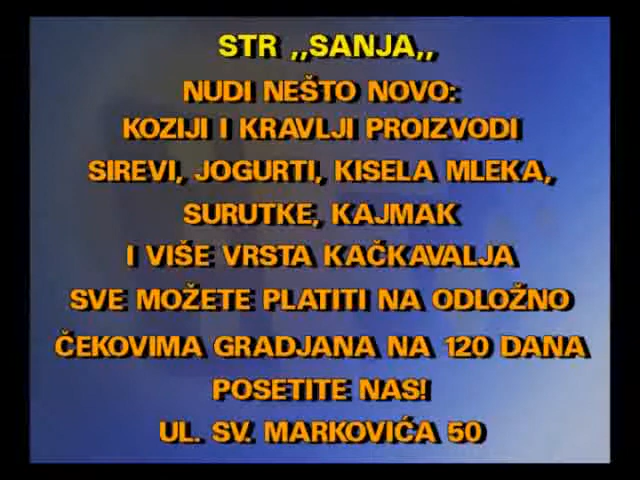 STR ,,SANJA,,
NUDI NEŠTO NOVO:
KOZIJI I KRAVLJI PROIZVODI
SIREVI, JOGURTI, KISELA MLEKA,
SURUTKE, KAJMAK
I VIŠE VRSTA KAČKAVALJA
SVE MOŽETE PLATITI NA ODLOŽNO
ČEKOVIMA GRADJANA NA 120 DANA
POSETITE NAS!
UL. SV. MARKOVIĆA 50